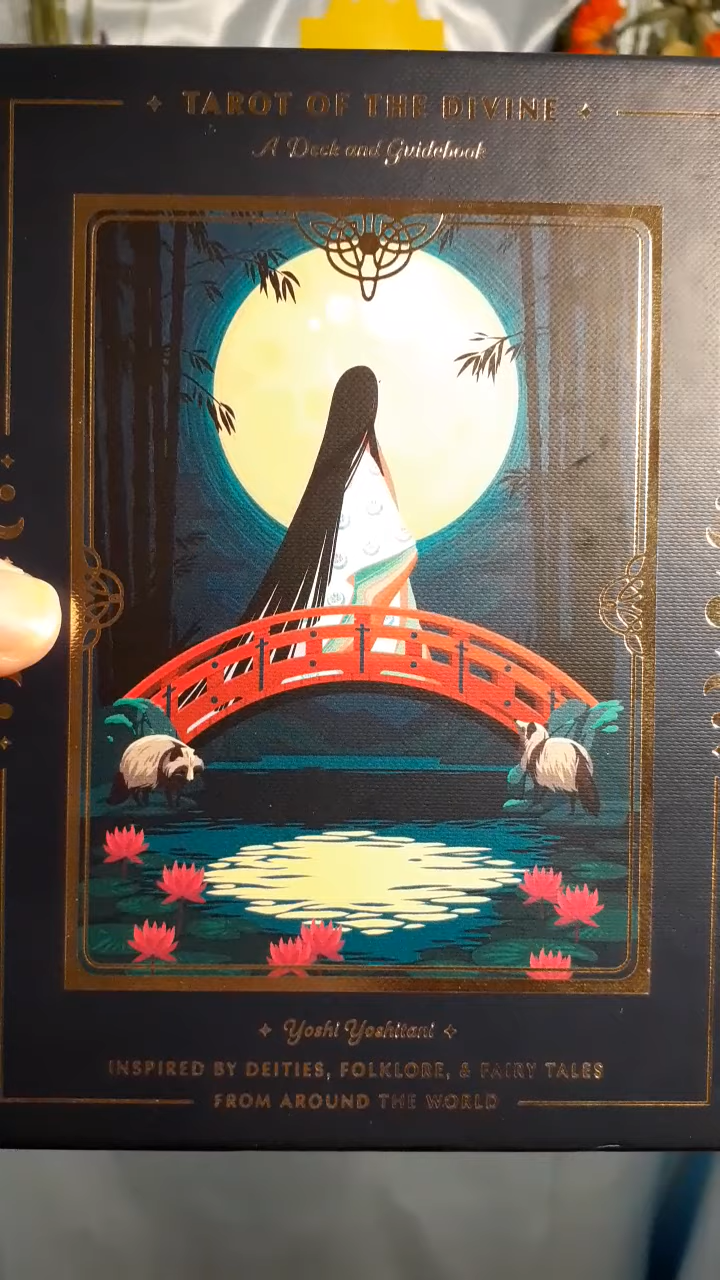 TAROT OF THE DIVINE
A Deck and Guidebook
Yoshi Yoshitani
INSPIRED BY DEITIES, FOLKLORE, & FAIRY TALES
FROM AROUND THE WORLD